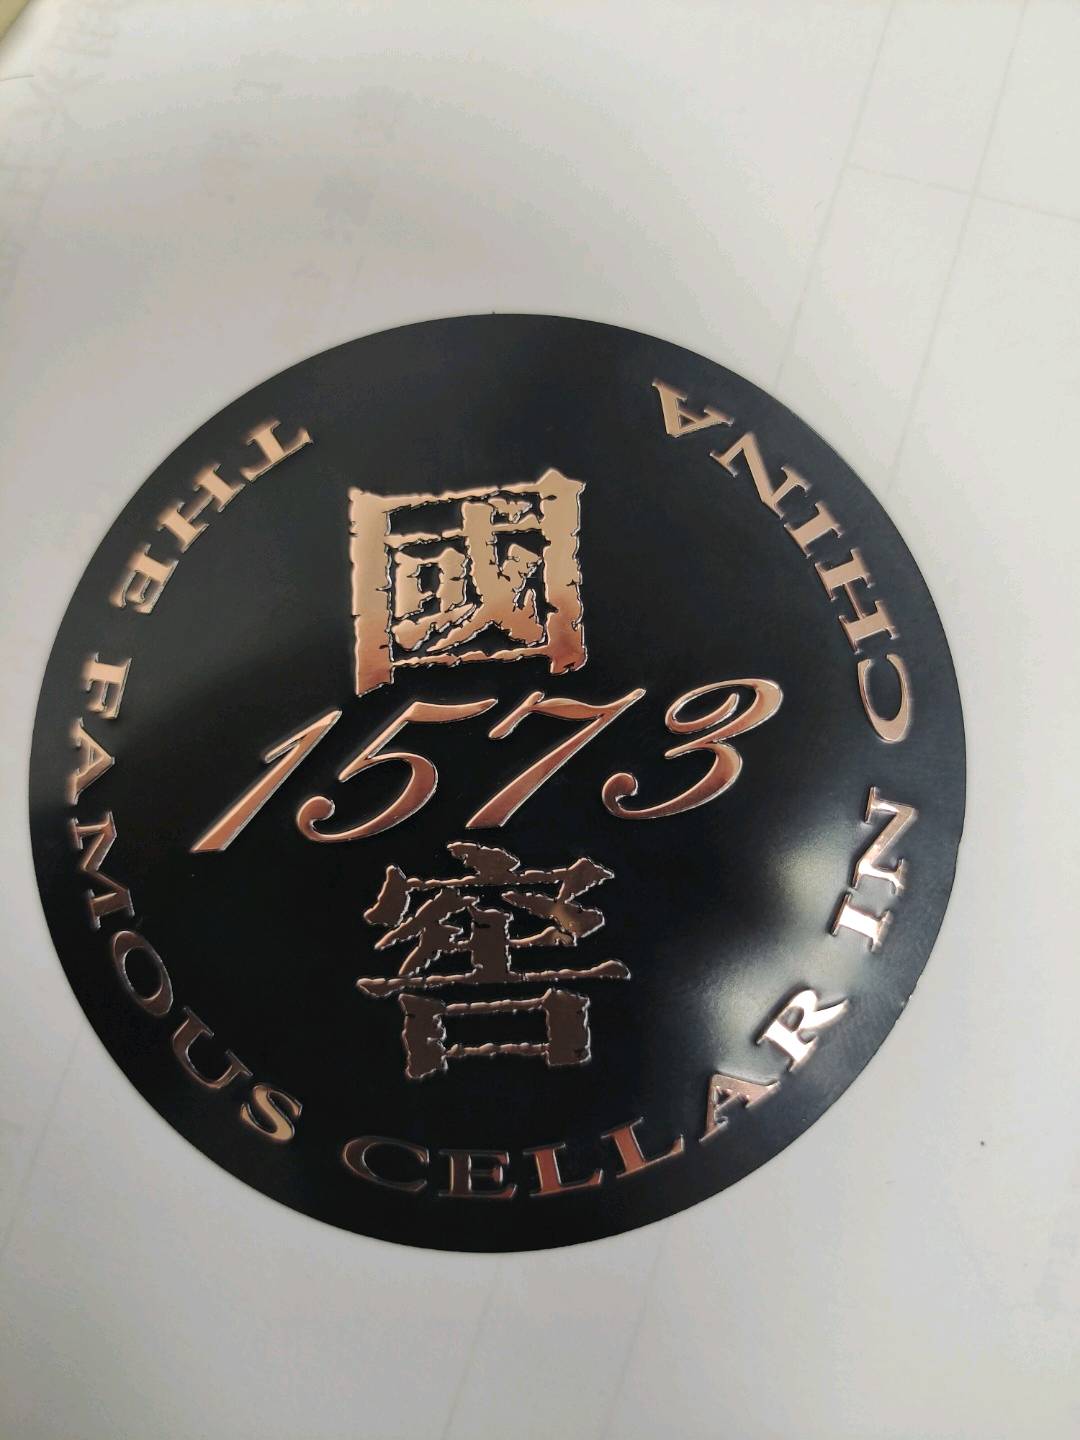 國
1573
窖
THE FAMOUS CELLAR IN CHINA